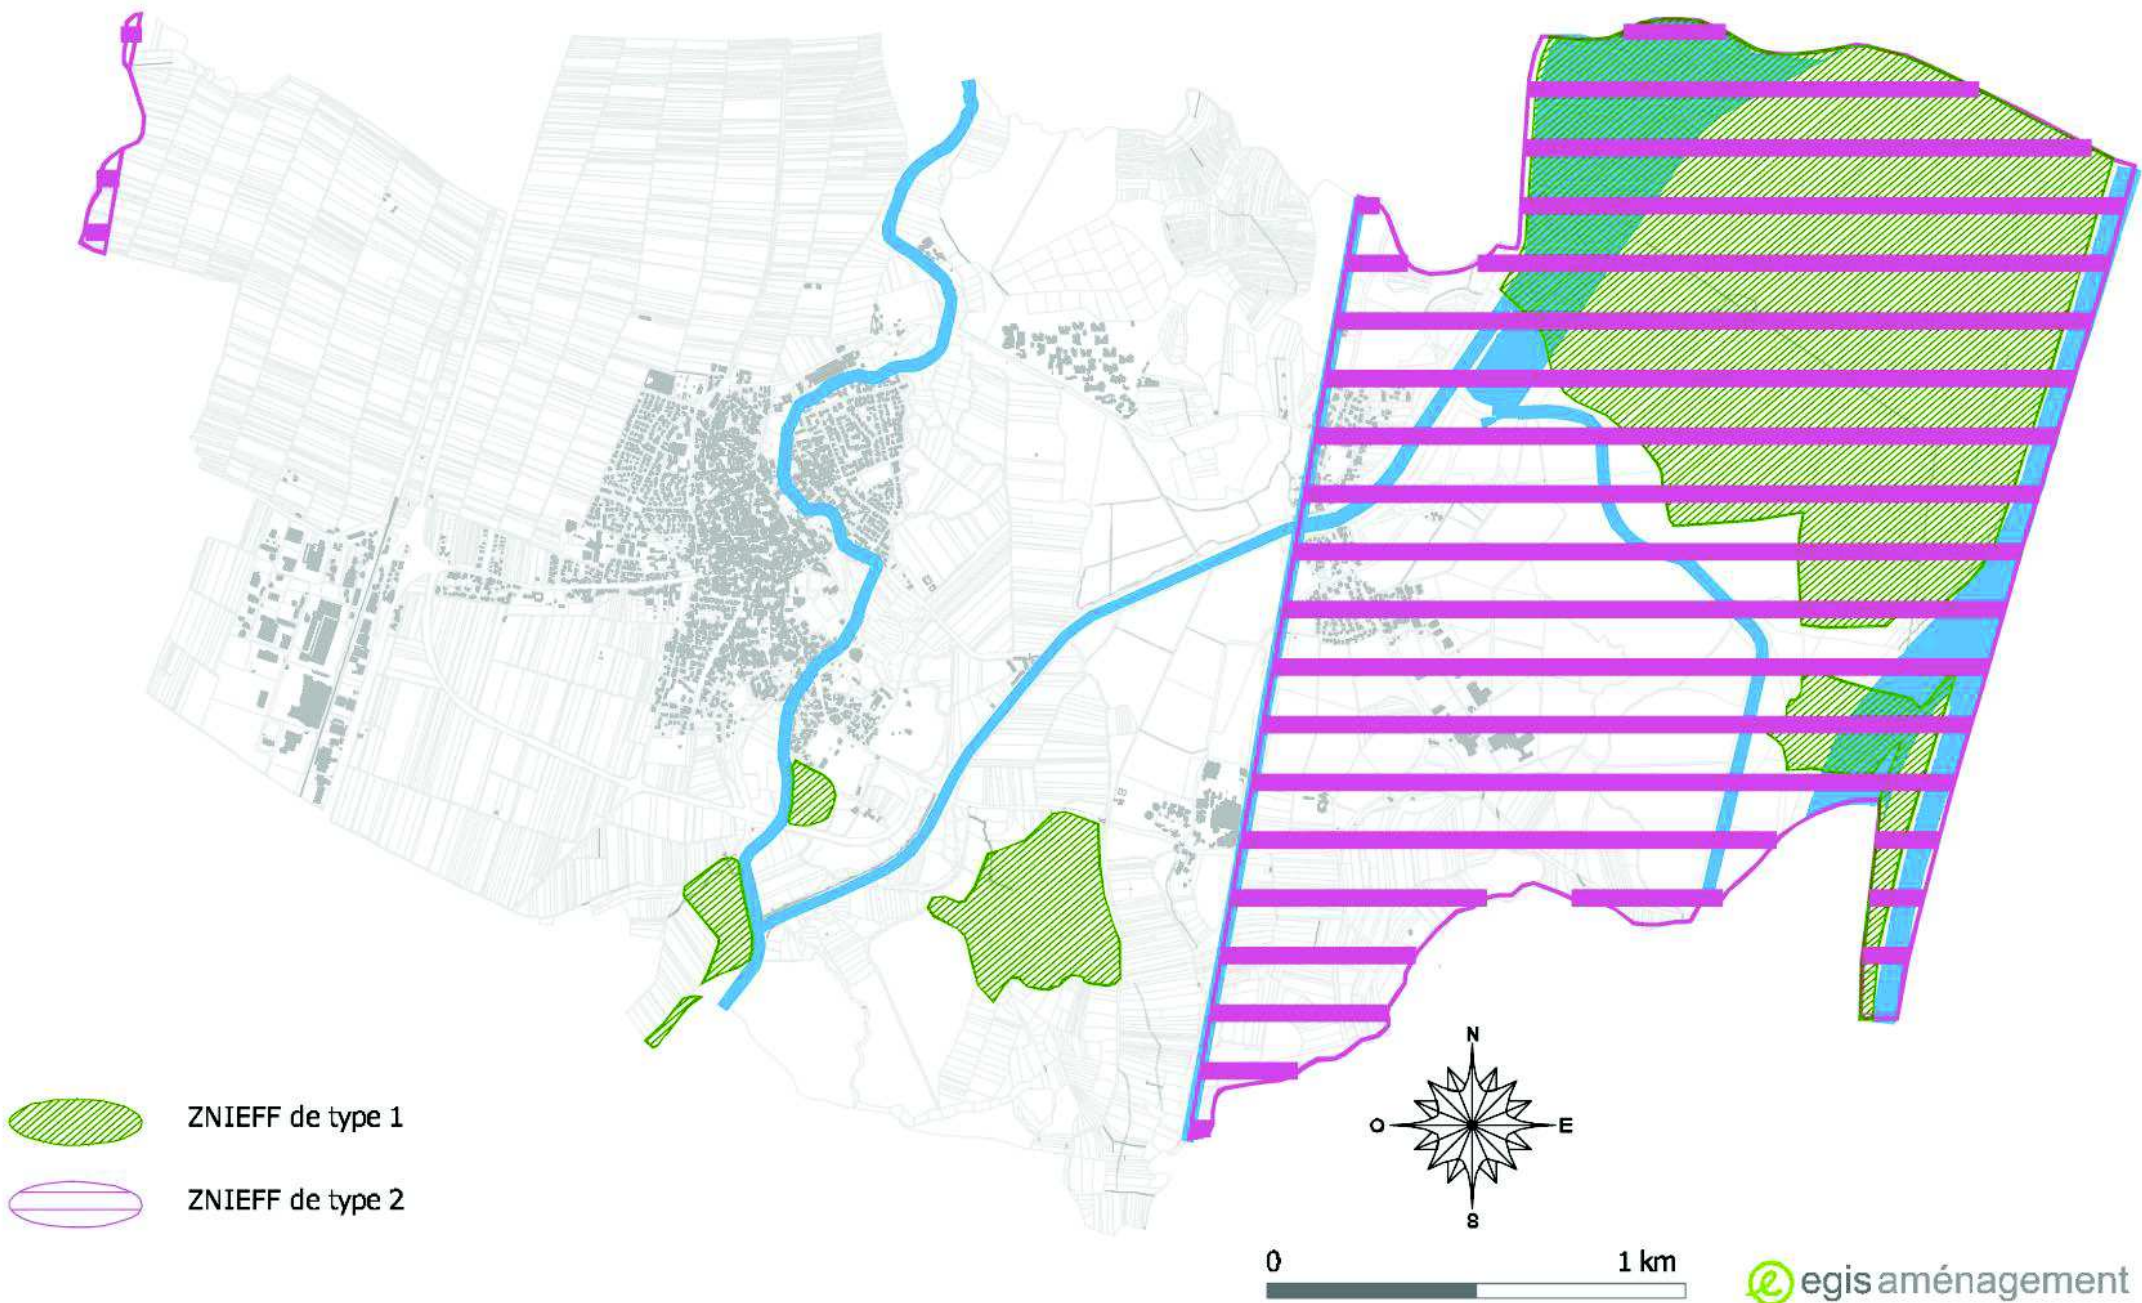 N
O E
S
ZNIEFF de type 1
ZNIEFF de type 2
0 1 km
egis aménagement